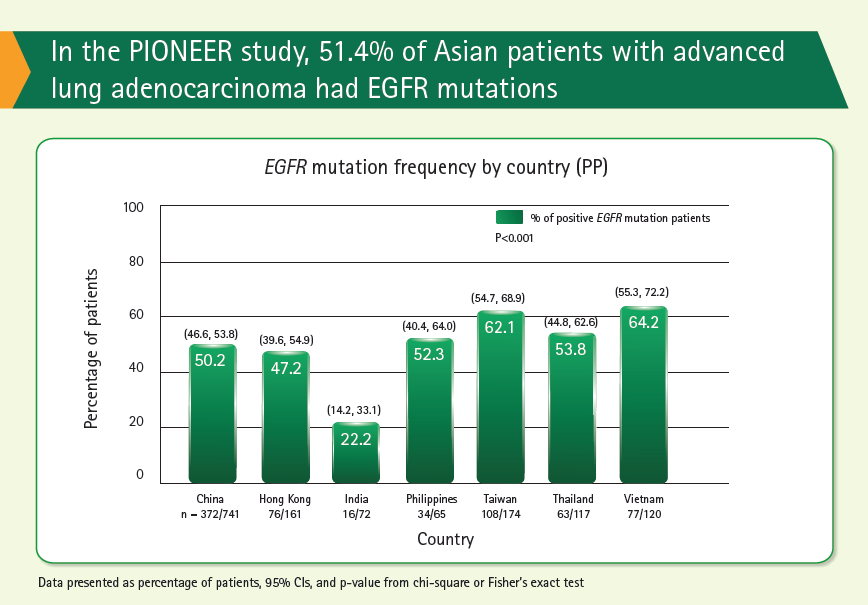 In the PIONEER study, 51.4% of Asian patients with advanced
lung adenocarcinoma had EGFR mutations
EGFR mutation frequency by country (PP)
% of positive EGFR mutation patients
P<0.001
Percentage of patients
100
80
60
40
20
0
(46.6, 53.8)
50.2
(39.6, 54.9)
47.2
(14.2, 33.1)
22.2
(40.4, 64.0)
52.3
(54.7, 68.9)
62.1
(44.8, 62.6)
53.8
(55.3, 72.2)
64.2
China
n = 372/741
Hong Kong
76/161
India
16/72
Philippines
34/65
Taiwan
108/174
Thailand
63/117
Vietnam
77/120
Country
Data presented as percentage of patients, 95% CIs, and p-value from chi-square or Fisher's exact test